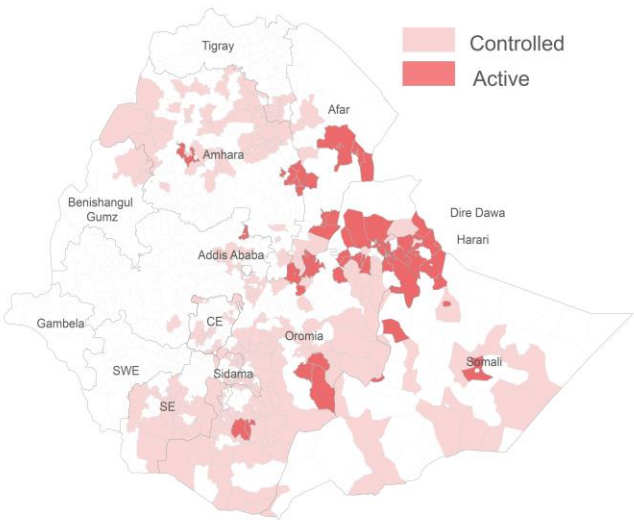 Controlled
Active
Tigray
Afar
Amhara
Benishangul
Gumz
Dire Dawa
Harari
Addis Ababa
Gambela
CE
Oromia
SWE
Sidama
Somali
SE